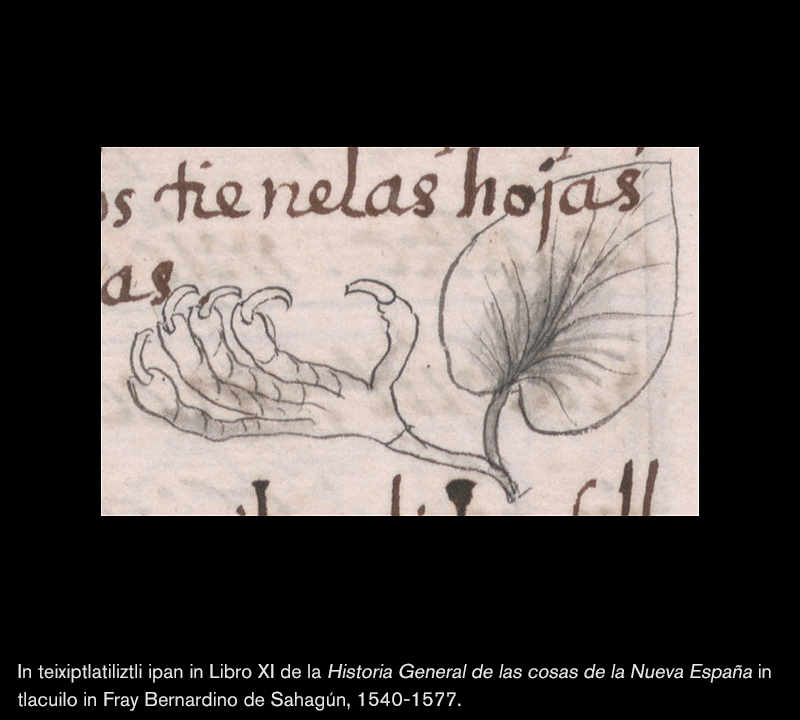 os tienelas hojas
as.
In teixiptlatiliztli ipan in Libro XI de la Historia General de las cosas de la Nueva España in
tlacuilo in Fray Bernardino de Sahagún, 1540-1577.